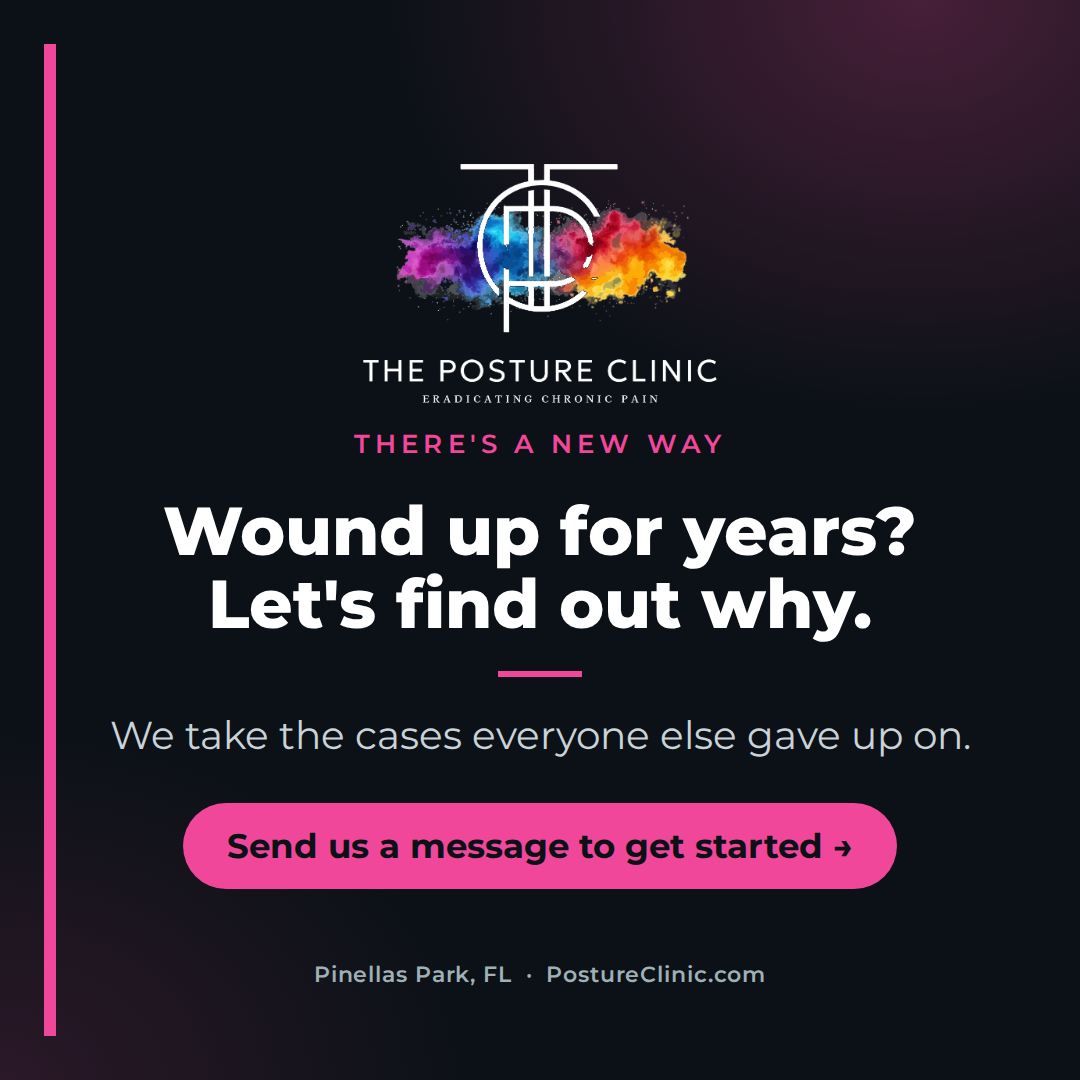 THE POSTURE CLINIC
ERADICATING CHRONIC PAIN
THERE'S A NEW WAY
Wound up for years?
Let's find out why.
We take the cases everyone else gave up on.
Send us a message to get started →
Pinellas Park, FL · PostureClinic.com